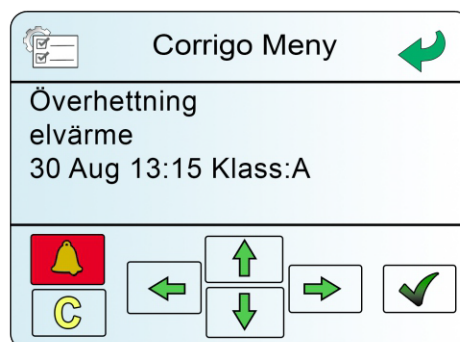 Corrigo Meny
Överhettning
elvärme
30 Aug 13:15 Klass:A
C